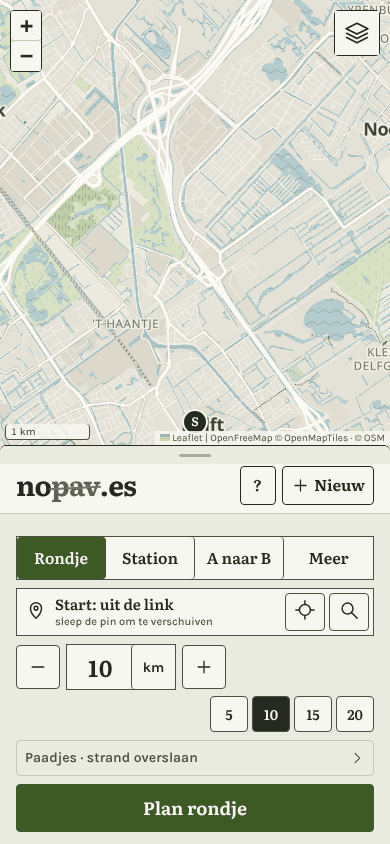 +
−
YPENBU
k
Noo
'T HAANTJE
KLE
DELFG
S
lft
1 km
Leaflet | OpenFreeMap © OpenMapTiles · © OSM
nopav.es
?
+ Nieuw
Rondje
Station
A naar B
Meer
Start: uit de link
sleep de pin om te verschuiven
−
10
km
+
5
10
15
20
Paadjes · strand overslaan
Plan rondje